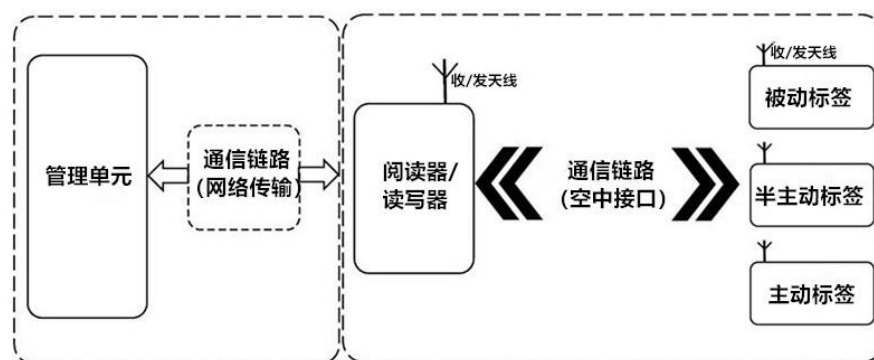 管理单元
通信链路
(网络传输)
收/发天线
阅读器/
读写器
通信链路
(空中接口)
收/发天线
被动标签
半主动标签
主动标签